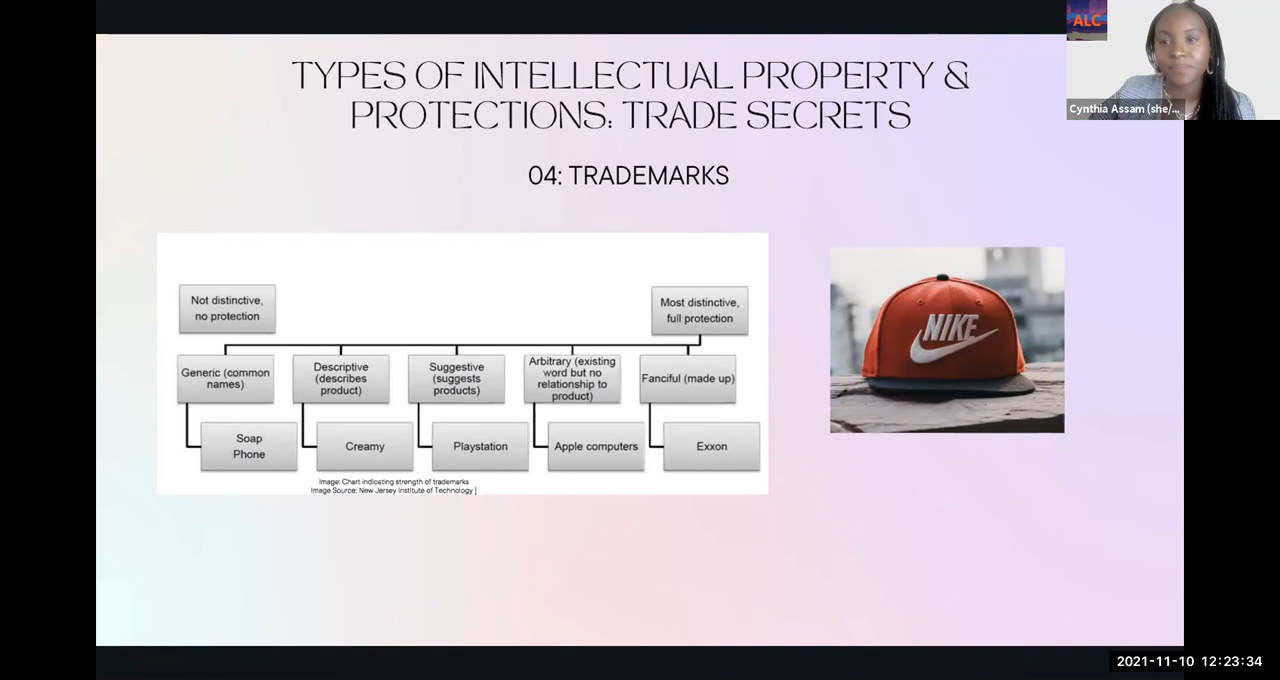 TYPES OF INTELLECTUAL PROPERTY &
PROTECTIONS: TRADE SECRETS
04: TRADEMARKS
Not distinctive,
no protection
Most distinctive,
full protection
Generic (common
names)
Descriptive
(describes
product)
Suggestive
(suggests
products)
Arbitrary (existing
word but no
relationship to
product)
Fanciful (made up)
Soap
Phone
Creamy
Playstation
Apple computers
Exxon
Image: Chart indicating strength of trademarks
Image Source: New Jersey Institute of Technology ]
NIKE
ALC
Cynthia Assam (she/...
2021-11-10 12:23:34